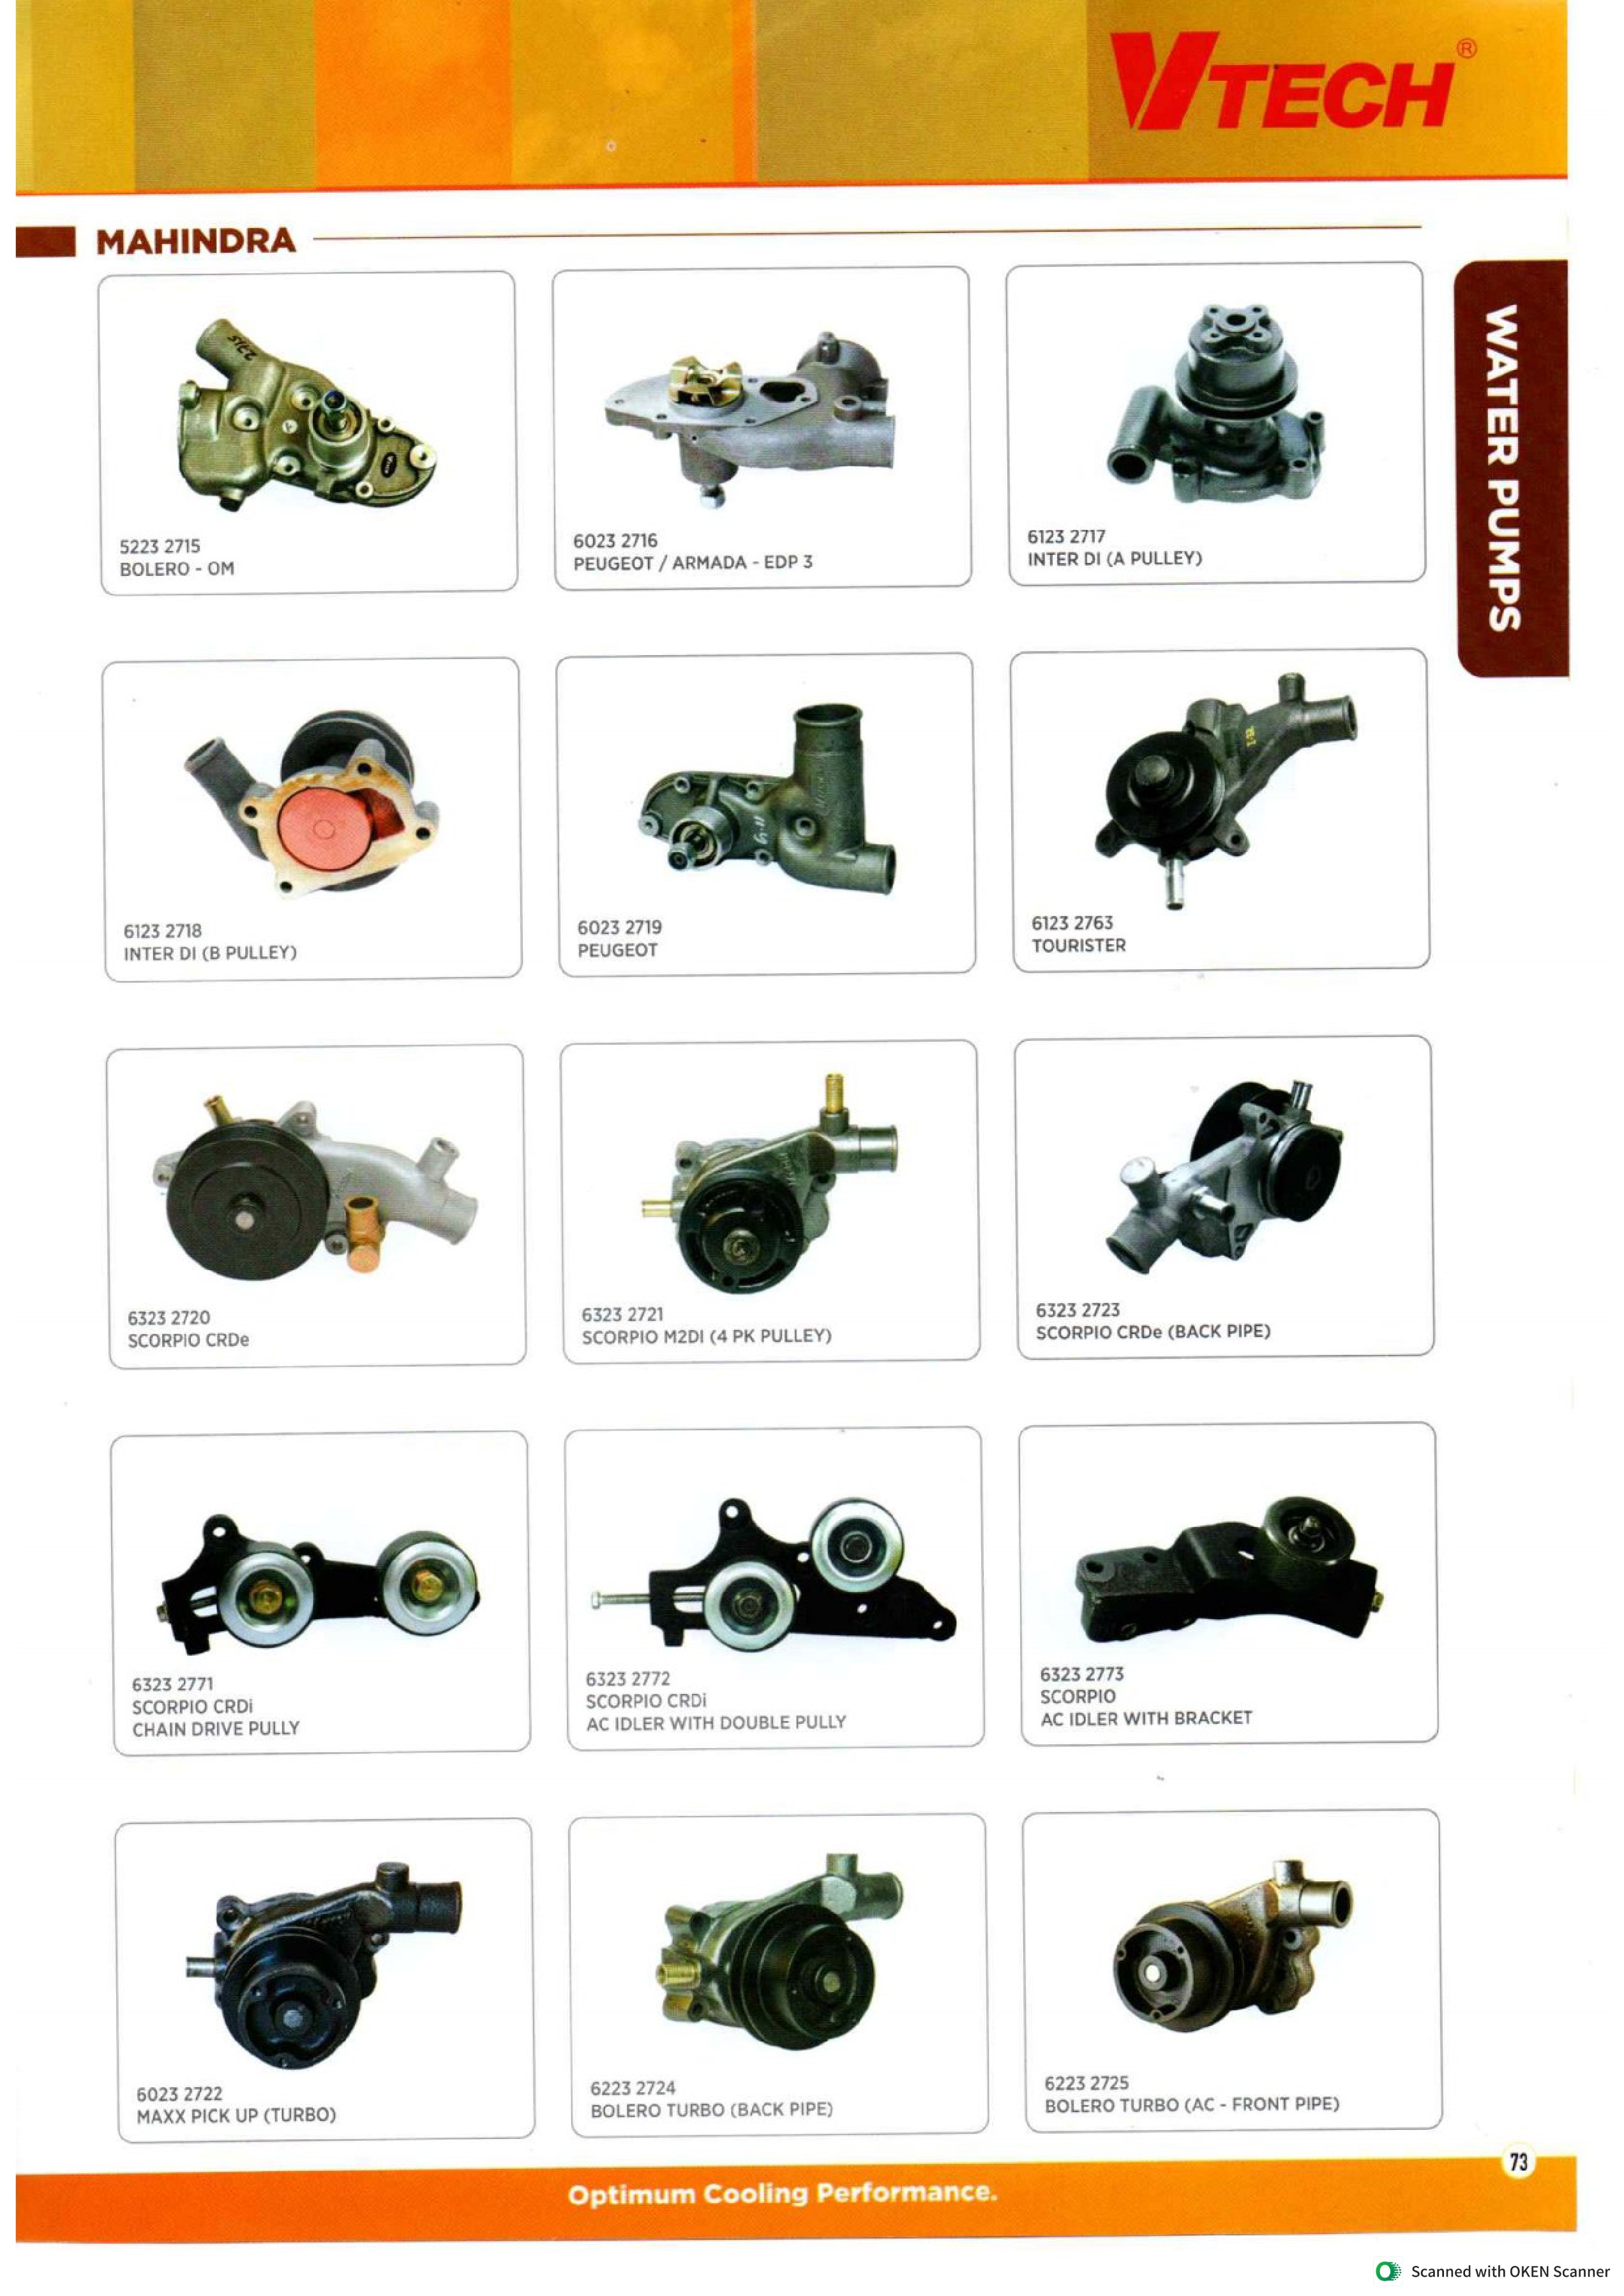 VTECH®
MAHINDRA
WATER PUMPS
2715
5223 2715
BOLERO - OM
6023 2716
PEUGEOT / ARMADA - EDP 3
6123 2717
INTER DI (A PULLEY)
6123 2718
INTER DI (B PULLEY)
6023 2719
PEUGEOT
6123 2763
TOURISTER
6323 2720
SCORPIO CRDe
6323 2721
SCORPIO M2DI (4 PK PULLEY)
6323 2723
SCORPIO CRDe (BACK PIPE)
6323 2771
SCORPIO CRDi
CHAIN DRIVE PULLY
6323 2772
SCORPIO CRDi
AC IDLER WITH DOUBLE PULLY
6323 2773
SCORPIO
AC IDLER WITH BRACKET
6023 2722
MAXX PICK UP (TURBO)
6223 2724
BOLERO TURBO (BACK PIPE)
6223 2725
BOLERO TURBO (AC - FRONT PIPE)
73
Optimum Cooling Performance.
Scanned with OKEN Scanner